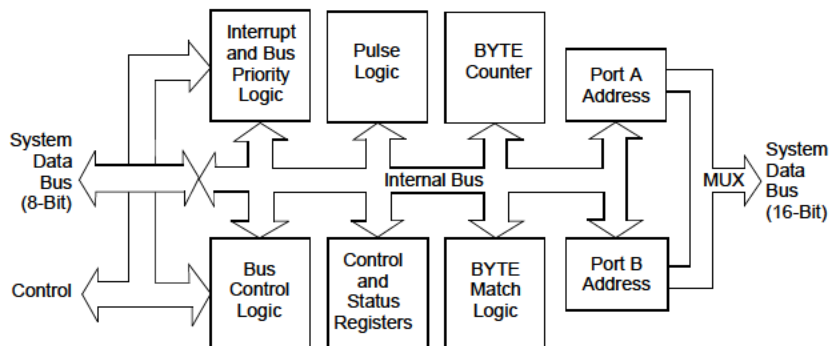 Interrupt
and Bus
Priority
Logic
Pulse
Logic
BYTE
Counter
Port A
Address
System
Data
Bus
(8-Bit)
Internal Bus
MUX
System
Data
Bus
(16-Bit)
Control
Bus
Control
Logic
Control
and
Status
Registers
BYTE
Match
Logic
Port B
Address